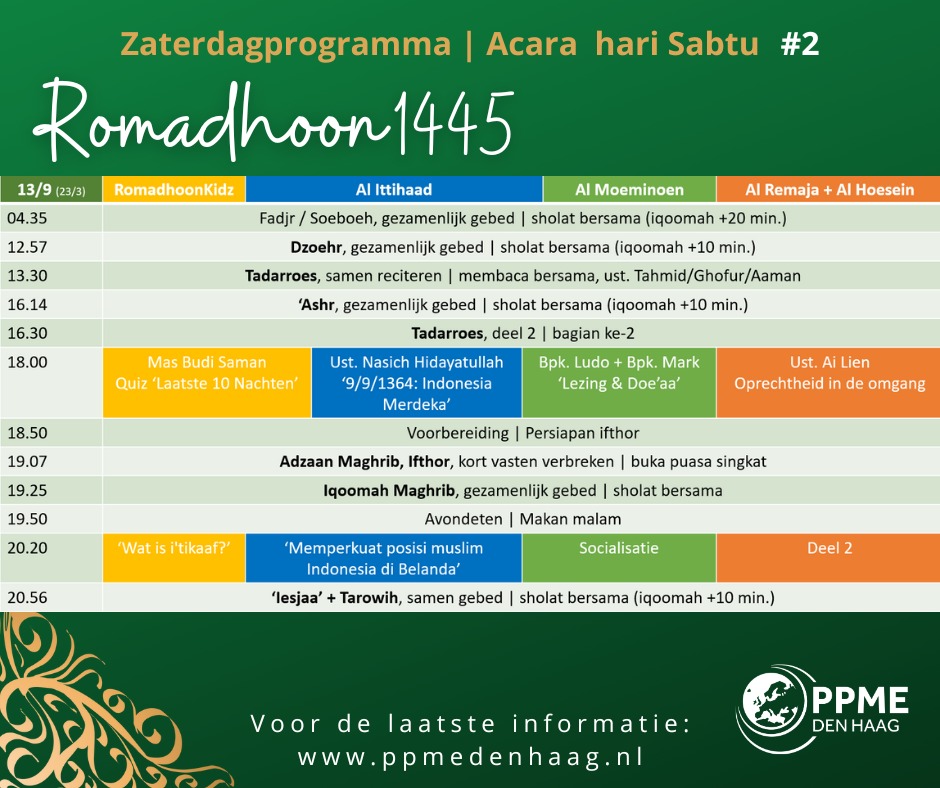 Zaterdagprogramma | Acara hari Sabtu #2
Romadhoon 1445
13/9 (23/3) RomadhoonKidz Al Ittihaad Al Moeminoen Al Remaja + Al Hoesein
04.35 Fadjr / Soeboeh, gezamenlijk gebed | sholat bersama (iqoomah +20 min.)
12.57 Dzoehr, gezamenlijk gebed | sholat bersama (iqoomah +10 min.)
13.30 Tadarroes, samen reciteren | membaca bersama, ust. Tahmid/Ghofur/Aaman
16.14 ‘Ashr, gezamenlijk gebed | sholat bersama (iqoomah +10 min.)
16.30 Tadarroes, deel 2 | bagian ke-2
18.00
Mas Budi Saman
Quiz ‘Laatste 10 Nachten’
Ust. Nasich Hidayatullah
‘9/9/1364: Indonesia
Merdeka’
Bpk. Ludo + Bpk. Mark
‘Lezing & Doe’aa’
Ust. Ai Lien
Oprechtheid in de omgang
18.50 Voorbereiding | Persiapan ifthor
19.07 Adzaan Maghrib, Ifthor, kort vasten verbreken | buka puasa singkat
19.25 Iqoomah Maghrib, gezamenlijk gebed | sholat bersama
19.50 Avondeten | Makan malam
20.20
‘Wat is i'tikaaf?’
‘Memperkuat posisi muslim
Indonesia di Belanda’
Socialisatie
Deel 2
20.56 ‘Iesjaa’ + Tarowih, samen gebed | sholat bersama (iqoomah +10 min.)
Voor de laatste informatie:
www.ppmedenhaag.nl
PPME
DEN HAAG